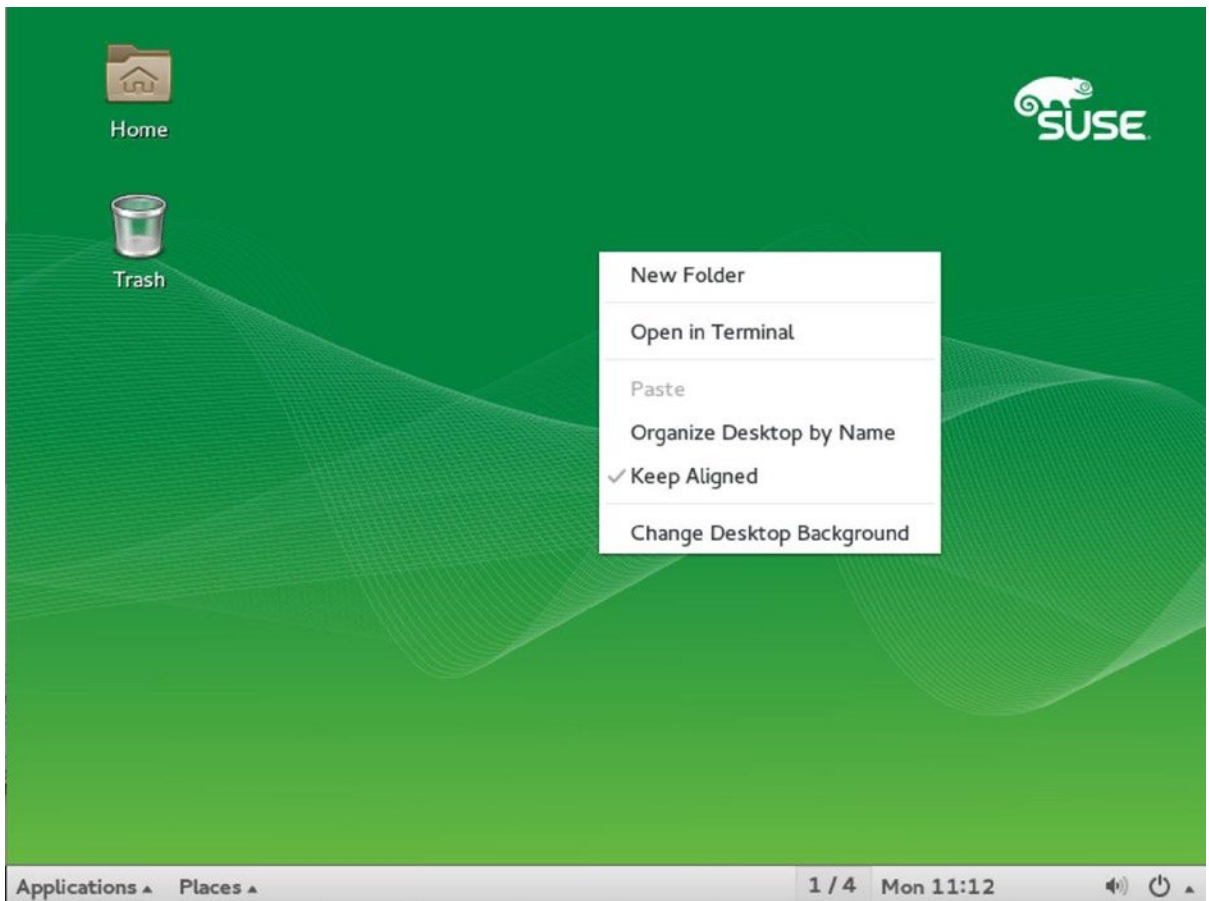 Home
SUSE
Trash
New Folder
Open in Terminal
Paste
Organize Desktop by Name
Keep Aligned
Change Desktop Background
Applications Places 1 / 4 Mon 11:12